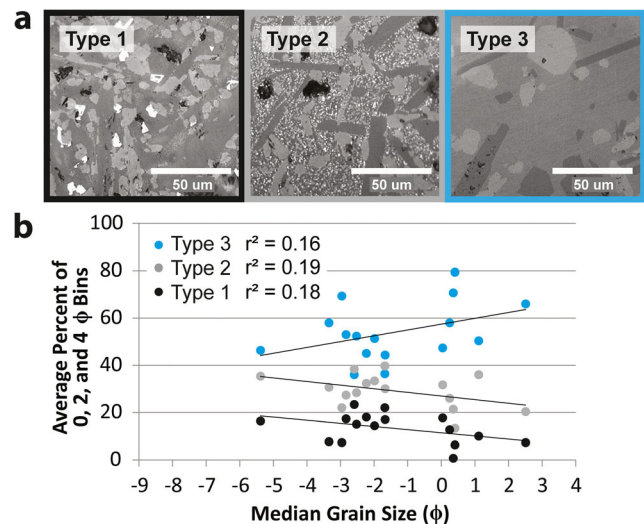 a
Type 1
Type 2
Type 3
50 um
50 um
50 um
b
Average Percent of
0, 2, and 4 ϕ Bins
100
80
60
40
20
0
Type 3 r² = 0.16
Type 2 r² = 0.19
Type 1 r² = 0.18
-9 -8 -7 -6 -5 -4 -3 -2 -1 0 1 2 3 4
Median Grain Size (ϕ)